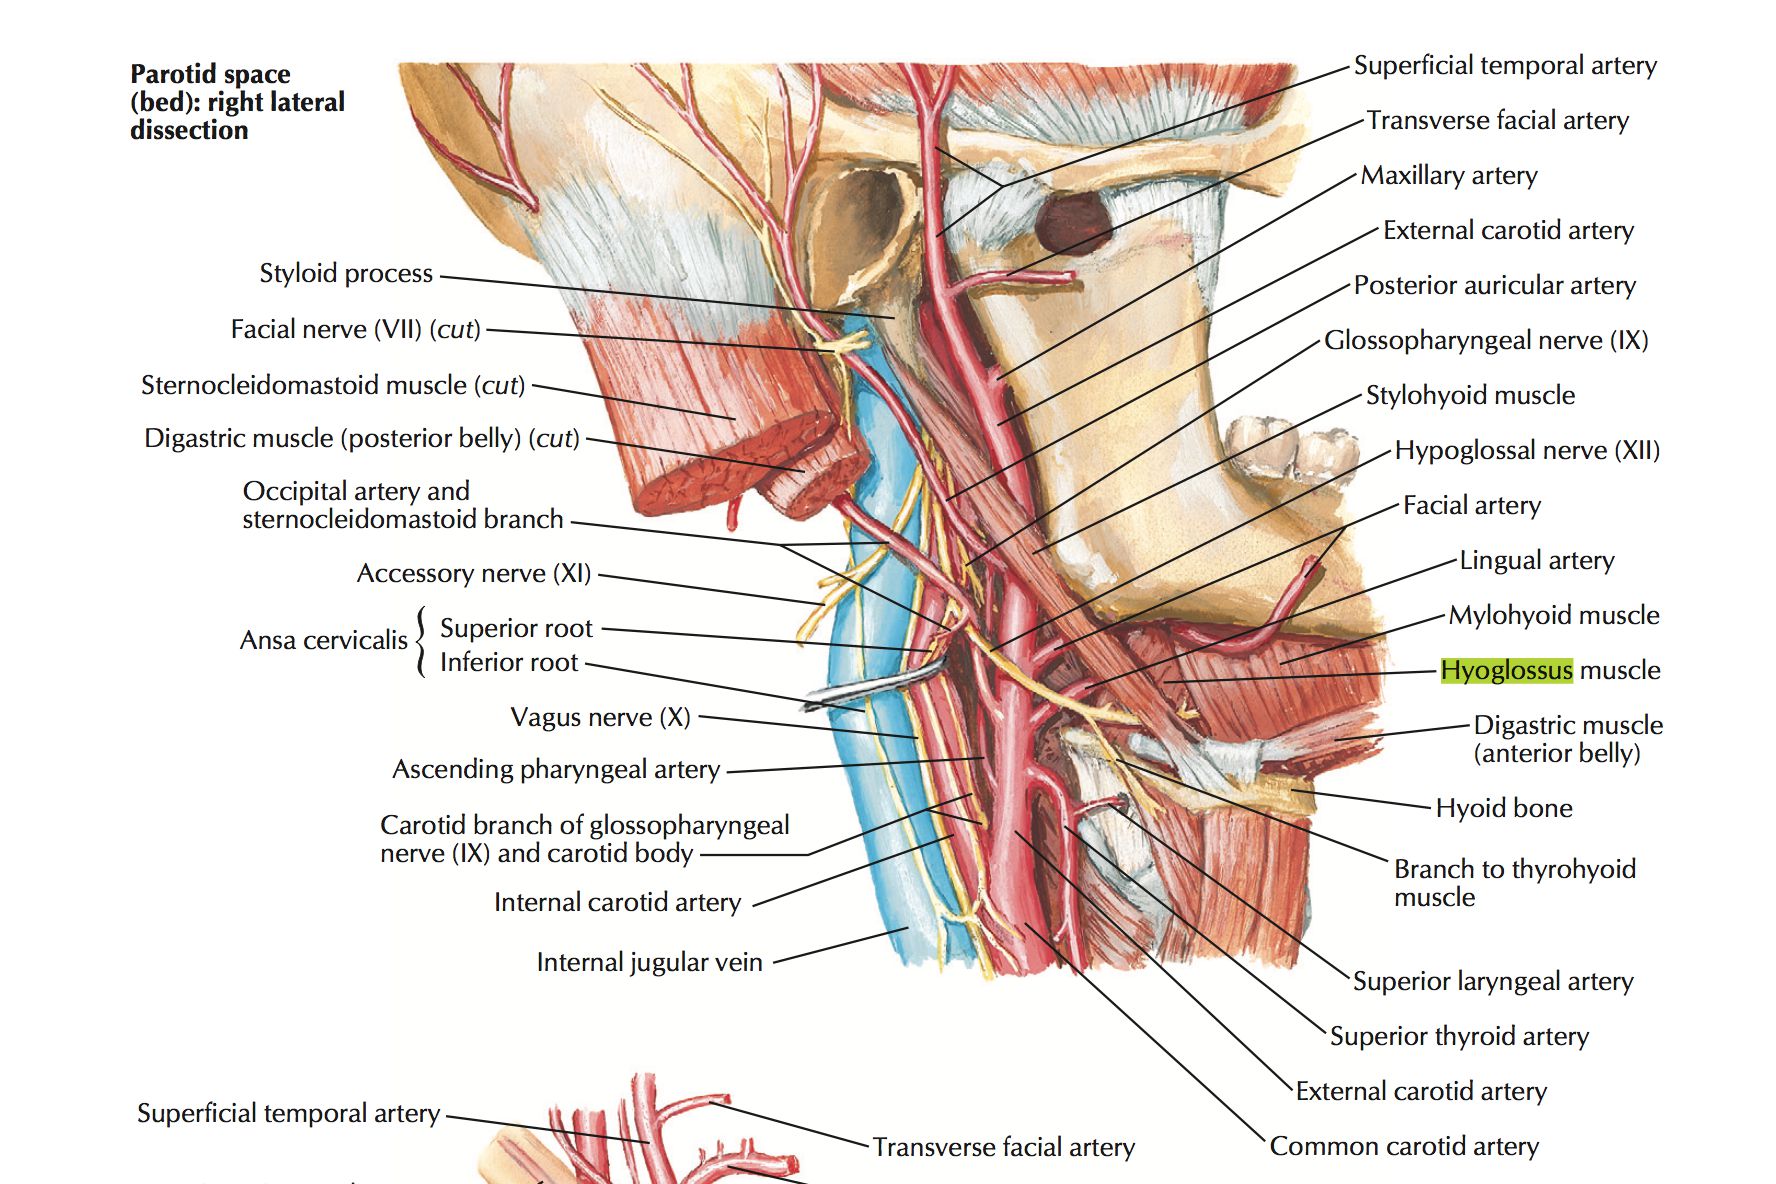 Parotid space
(bed): right lateral
dissection
Styloid process
Facial nerve (VII) (cut)
Sternocleidomastoid muscle (cut)
Digastric muscle (posterior belly) (cut)
Occipital artery and
sternocleidomastoid branch
Accessory nerve (XI)
Ansa cervicalis { Superior root
Inferior root
Vagus nerve (X)
Ascending pharyngeal artery
Carotid branch of glossopharyngeal
nerve (IX) and carotid body
Internal carotid artery
Internal jugular vein
Superficial temporal artery
Transverse facial artery
Maxillary artery
External carotid artery
Posterior auricular artery
Glossopharyngeal nerve (IX)
Stylohyoid muscle
Hypoglossal nerve (XII)
Facial artery
Lingual artery
Mylohyoid muscle
Hyoglossus muscle
Digastric muscle
(anterior belly)
Hyoid bone
Branch to thyrohyoid
muscle
Superior laryngeal artery
Superior thyroid artery
External carotid artery
Common carotid artery
Superficial temporal artery
Transverse facial artery